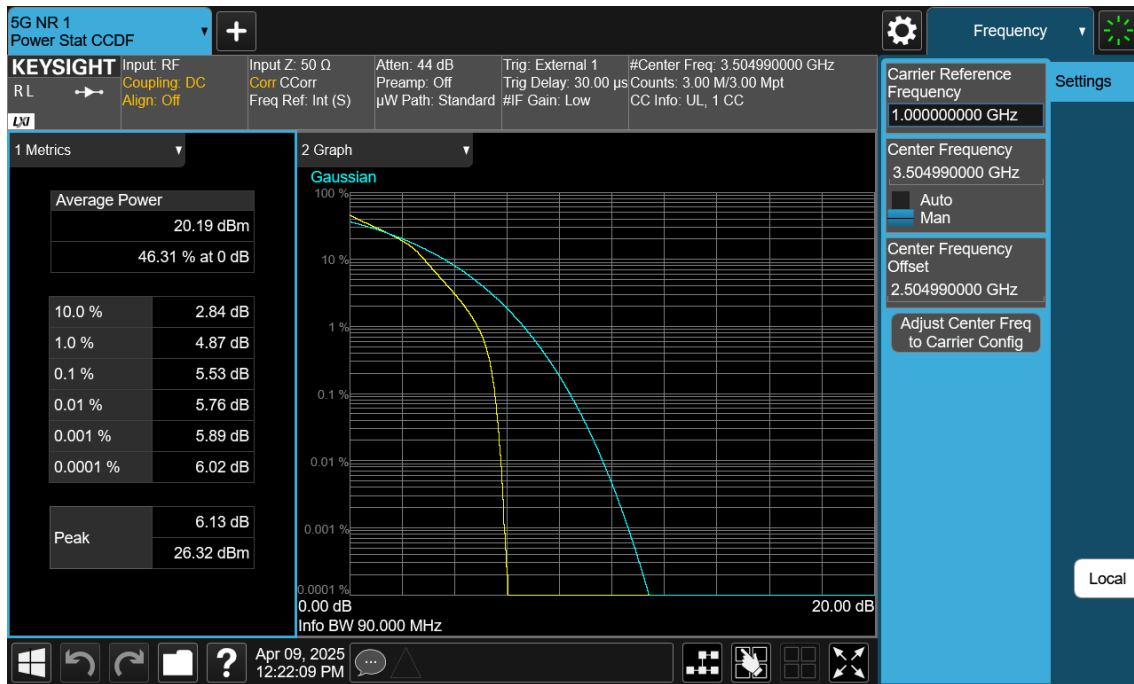 5G NR 1
Power Stat CCDF
+
Frequency
KEYSIGHT
R L
LXI
Input: RF
Coupling: DC
Align: Off
Input Z: 50 Ω
Corr CCorr
Freq Ref: Int (S)
Atten: 44 dB
Preamp: Off
µW Path: Standard
Trig: External 1
Trig Delay: 30.00 µs
#IF Gain: Low
#Center Freq: 3.504990000 GHz
Counts: 3.00 M/3.00 Mpt
CC Info: UL, 1 CC
1 Metrics
Average Power
20.19 dBm
46.31 % at 0 dB
10.0 % 2.84 dB
1.0 % 4.87 dB
0.1 % 5.53 dB
0.01 % 5.76 dB
0.001 % 5.89 dB
0.0001 % 6.02 dB
Peak
6.13 dB
26.32 dBm
2 Graph
Gaussian
100 %
10 %
1 %
0.1 %
0.01 %
0.001 %
0.0001 %
0.00 dB 20.00 dB
Info BW 90.000 MHz
Carrier Reference
Frequency
1.000000000 GHz
Center Frequency
3.504990000 GHz
Auto
Man
Center Frequency
Offset
2.504990000 GHz
Adjust Center Freq
to Carrier Config
Settings
Local
?
Apr 09, 2025
12:22:09 PM